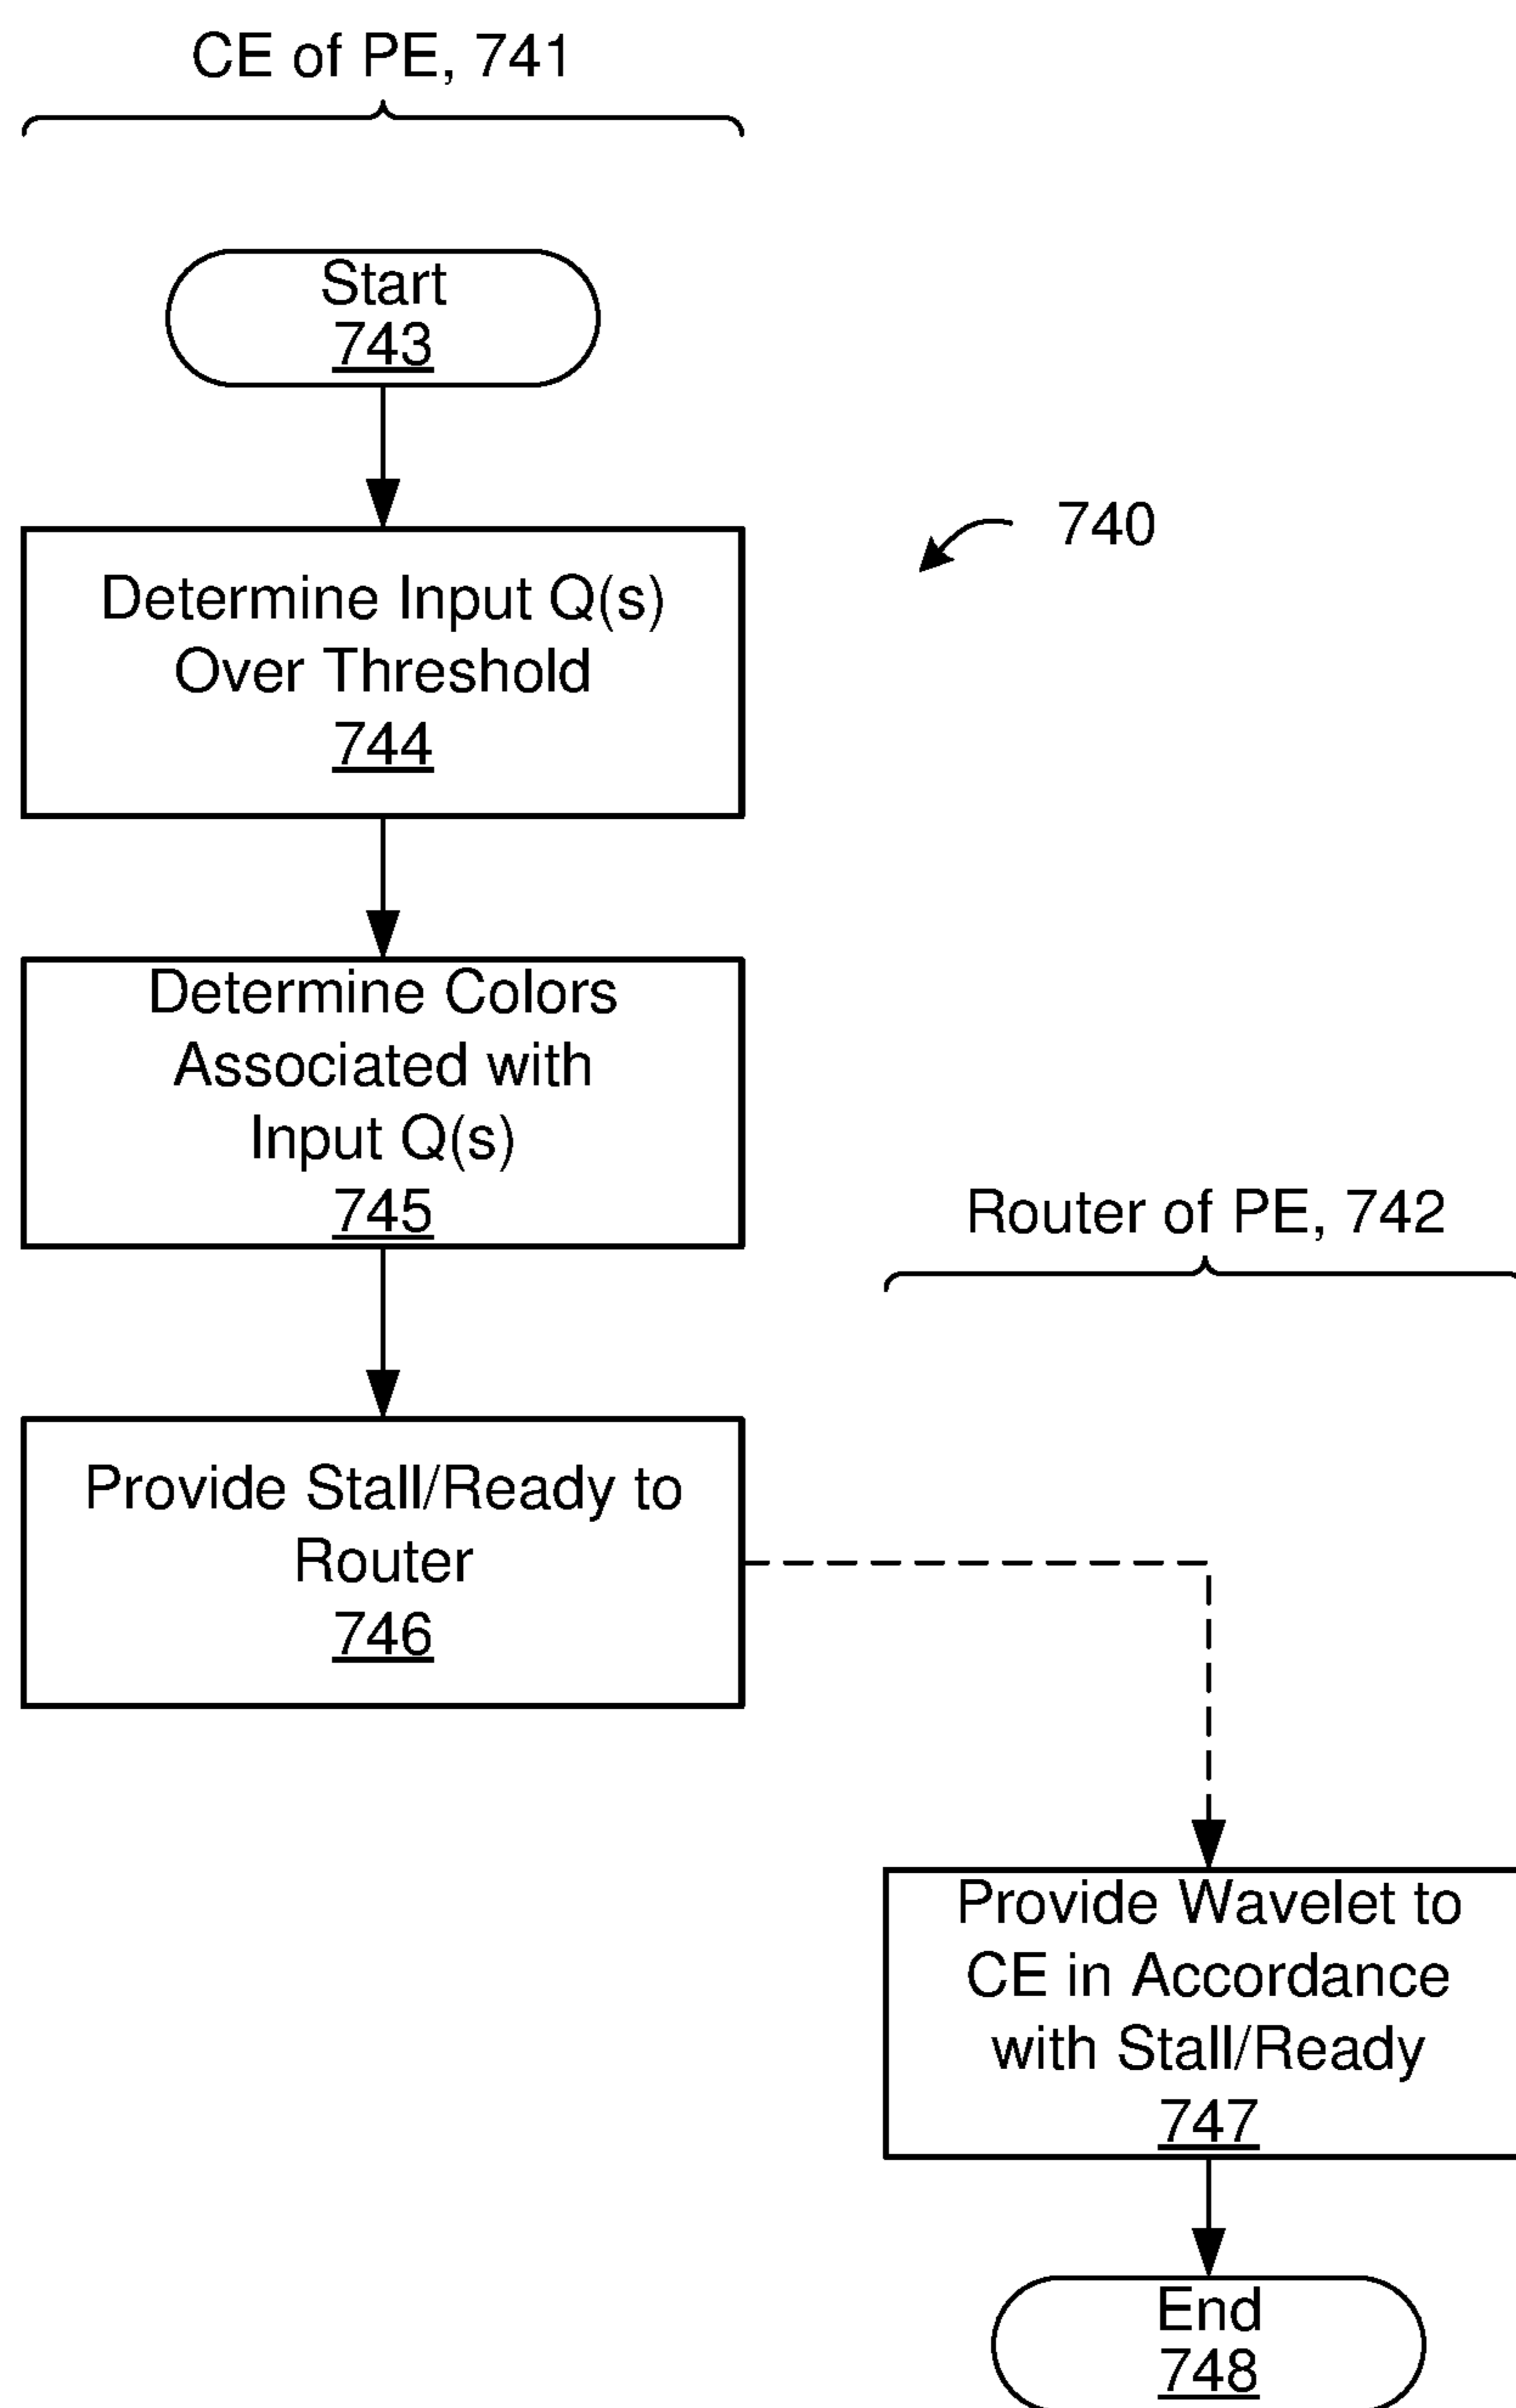 CE of PE, 741
Start
743
740
Determine Input Q(s)
Over Threshold
744
Determine Colors
Associated with
Input Q(s)
745
Router of PE, 742
Provide Stall/Ready to
Router
746
Provide Wavelet to
CE in Accordance
with Stall/Ready
747
End
748